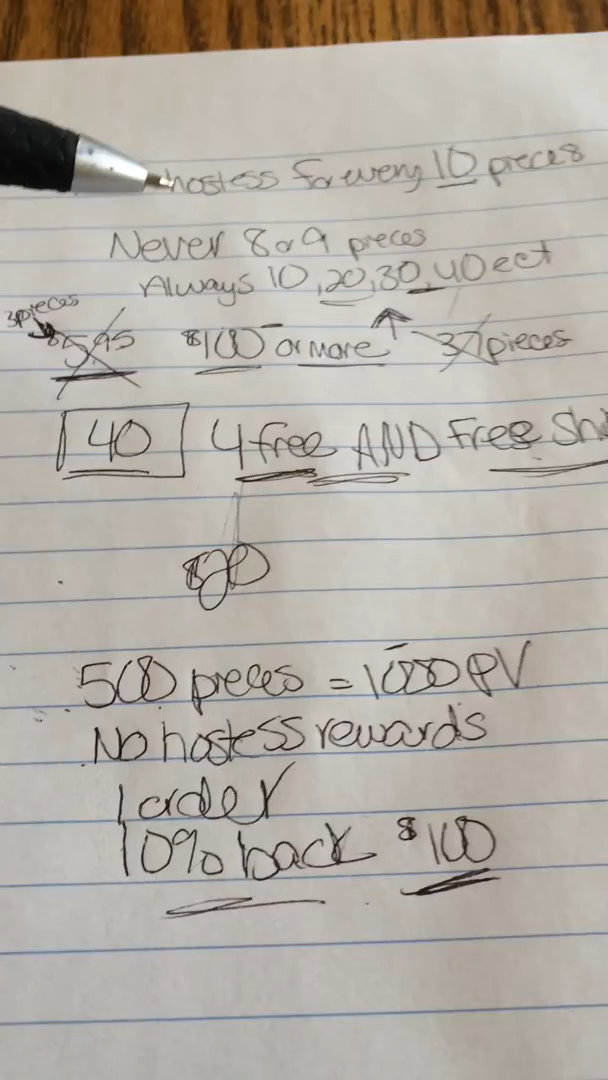 hostess for every 10 pieces
Never 8 or 9 pieces
Always 10, 20, 30, 40 ect
3 pieces
$5.95 $100 or more 37 pieces
40 4 free AND Free Sh
$20
500 pieces = 1000 PV
No hostess rewards
1 order
10% back $100